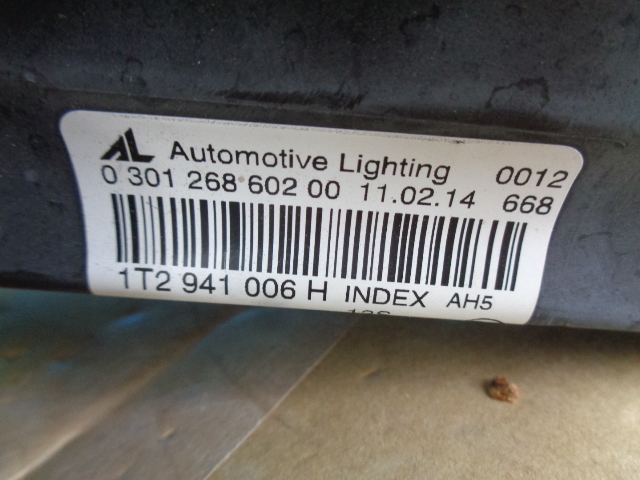 AL Automotive Lighting 0012
0 301 268 602 00 11.02.14 668
1T2 941 006 H INDEX AH5